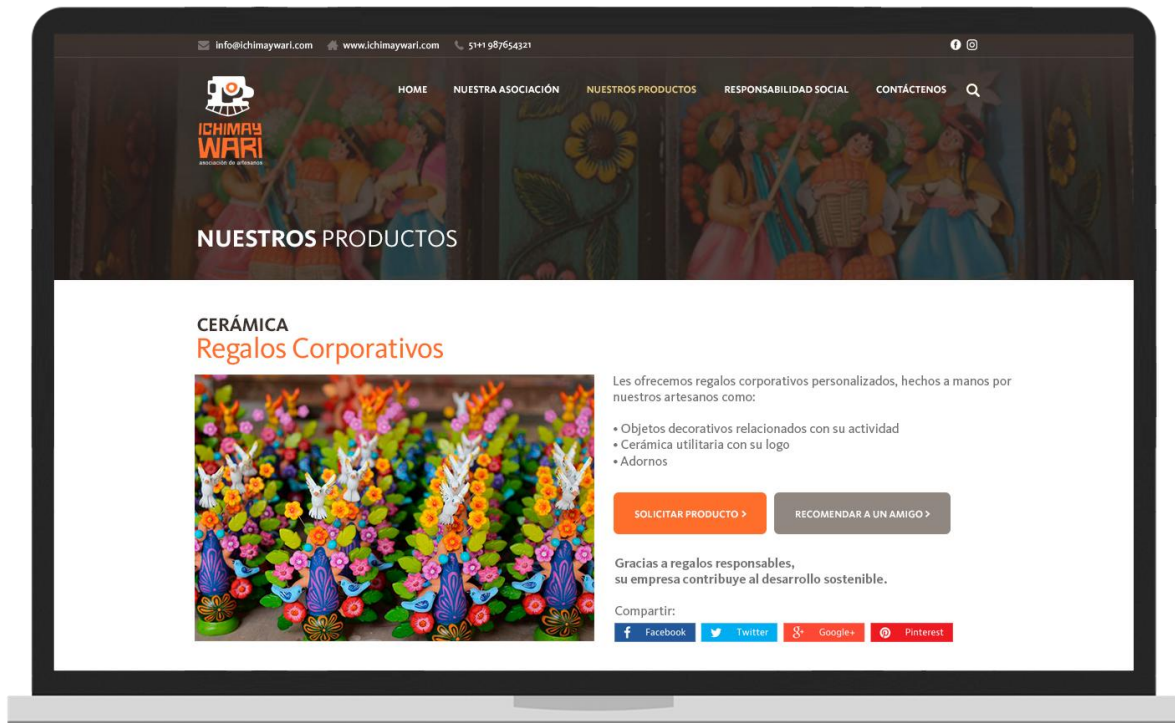 info@ichimaywari.com www.ichimaywari.com 51+1 987654321
HOME NUESTRA ASOCIACIÓN NUESTROS PRODUCTOS RESPONSABILIDAD SOCIAL CONTÁCTENOS
ICHIMAY
WARI
asociación de artesanos
NUESTROS PRODUCTOS
CERÁMICA
Regalos Corporativos
Les ofrecemos regalos corporativos personalizados, hechos a manos por
nuestros artesanos como:
• Objetos decorativos relacionados con su actividad
• Cerámica utilitaria con su logo
• Adornos
SOLICITAR PRODUCTO > RECOMENDAR A UN AMIGO >
Gracias a regalos responsables,
su empresa contribuye al desarrollo sostenible.
Compartir:
Facebook Twitter Google+ Pinterest